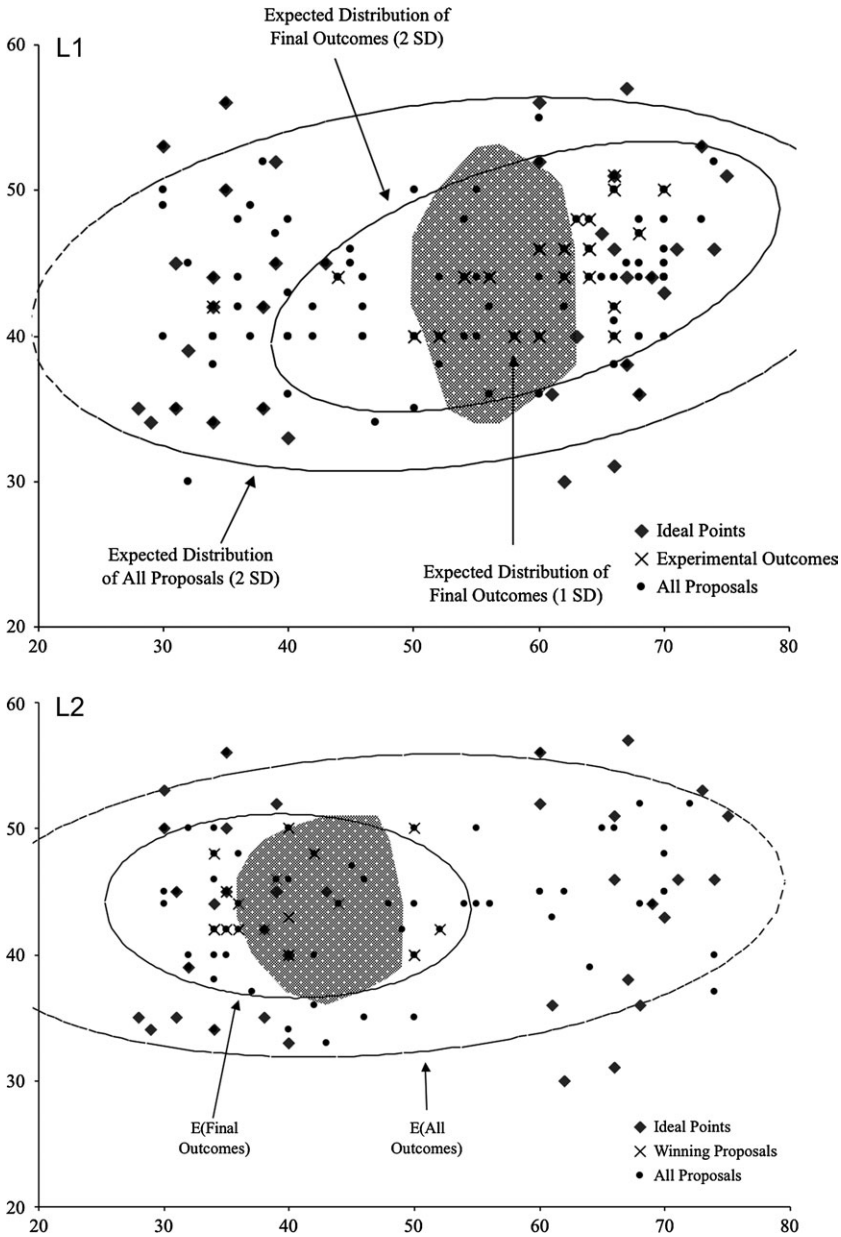 Expected Distribution of
Final Outcomes (2 SD)
60
L1
50
40
30
Expected Distribution
of All Proposals (2 SD)
Expected Distribution of
Final Outcomes (1 SD)
Ideal Points
Experimental Outcomes
All Proposals
20
20 30 40 50 60 70 80
60
L2
50
40
30
E(Final
Outcomes)
E(All
Outcomes)
Ideal Points
Winning Proposals
All Proposals
20
20 30 40 50 60 70 80